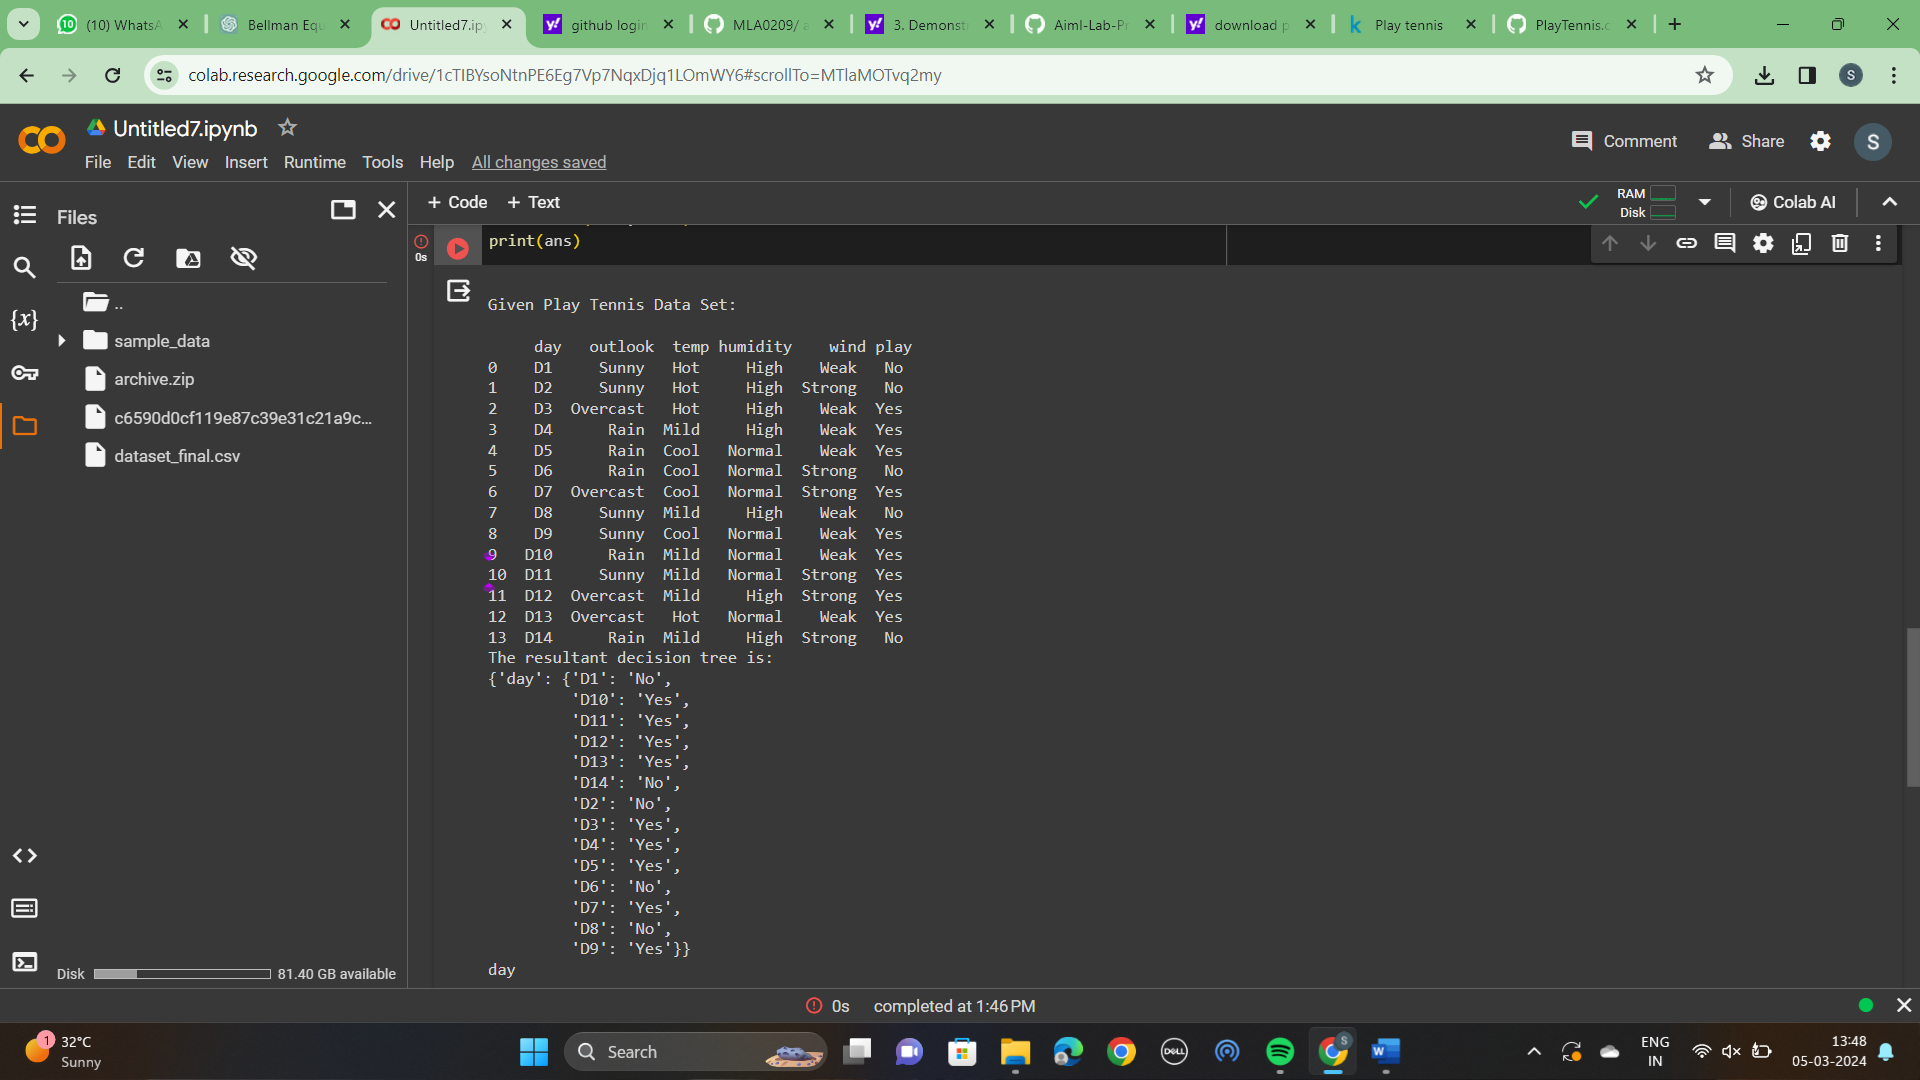 (10) WhatsA
Bellman Equ
Untitled7.ip
github login
MLA0209/ a
3. Demonst
Aiml-Lab-Pr
download p
Play tennis
PlayTennis.c
colab.research.google.com/drive/1cTIBYsoNtnPE6Eg7Vp7NqxDjq1LOmWY6#scrollTo=MTlaMOTvq2my
S
CO
Untitled7.ipynb
File Edit View Insert Runtime Tools Help All changes saved
Comment
Share
S
Files
+ Code + Text
RAM
Disk
Colab AI
..
sample_data
archive.zip
c6590d0cf119e87c39e31c21a9c...
dataset_final.csv
{x}
Disk
81.40 GB available
0s
print(ans)
Given Play Tennis Data Set:
day outlook temp humidity wind play
0 D1 Sunny Hot High Weak No
1 D2 Sunny Hot High Strong No
2 D3 Overcast Hot High Weak Yes
3 D4 Rain Mild High Weak Yes
4 D5 Rain Cool Normal Weak Yes
5 D6 Rain Cool Normal Strong No
6 D7 Overcast Cool Normal Strong Yes
7 D8 Sunny Mild High Weak No
8 D9 Sunny Cool Normal Weak Yes
9 D10 Rain Mild Normal Weak Yes
10 D11 Sunny Mild Normal Strong Yes
11 D12 Overcast Mild High Strong Yes
12 D13 Overcast Hot Normal Weak Yes
13 D14 Rain Mild High Strong No
The resultant decision tree is:
{'day': {'D1': 'No',
'D10': 'Yes',
'D11': 'Yes',
'D12': 'Yes',
'D13': 'Yes',
'D14': 'No',
'D2': 'No',
'D3': 'Yes',
'D4': 'Yes',
'D5': 'Yes',
'D6': 'No',
'D7': 'Yes',
'D8': 'No',
'D9': 'Yes'}}
day
0s completed at 1:46 PM
1
32°C
Sunny
Search
DELL
S
W
ENG
IN
13:48
05-03-2024